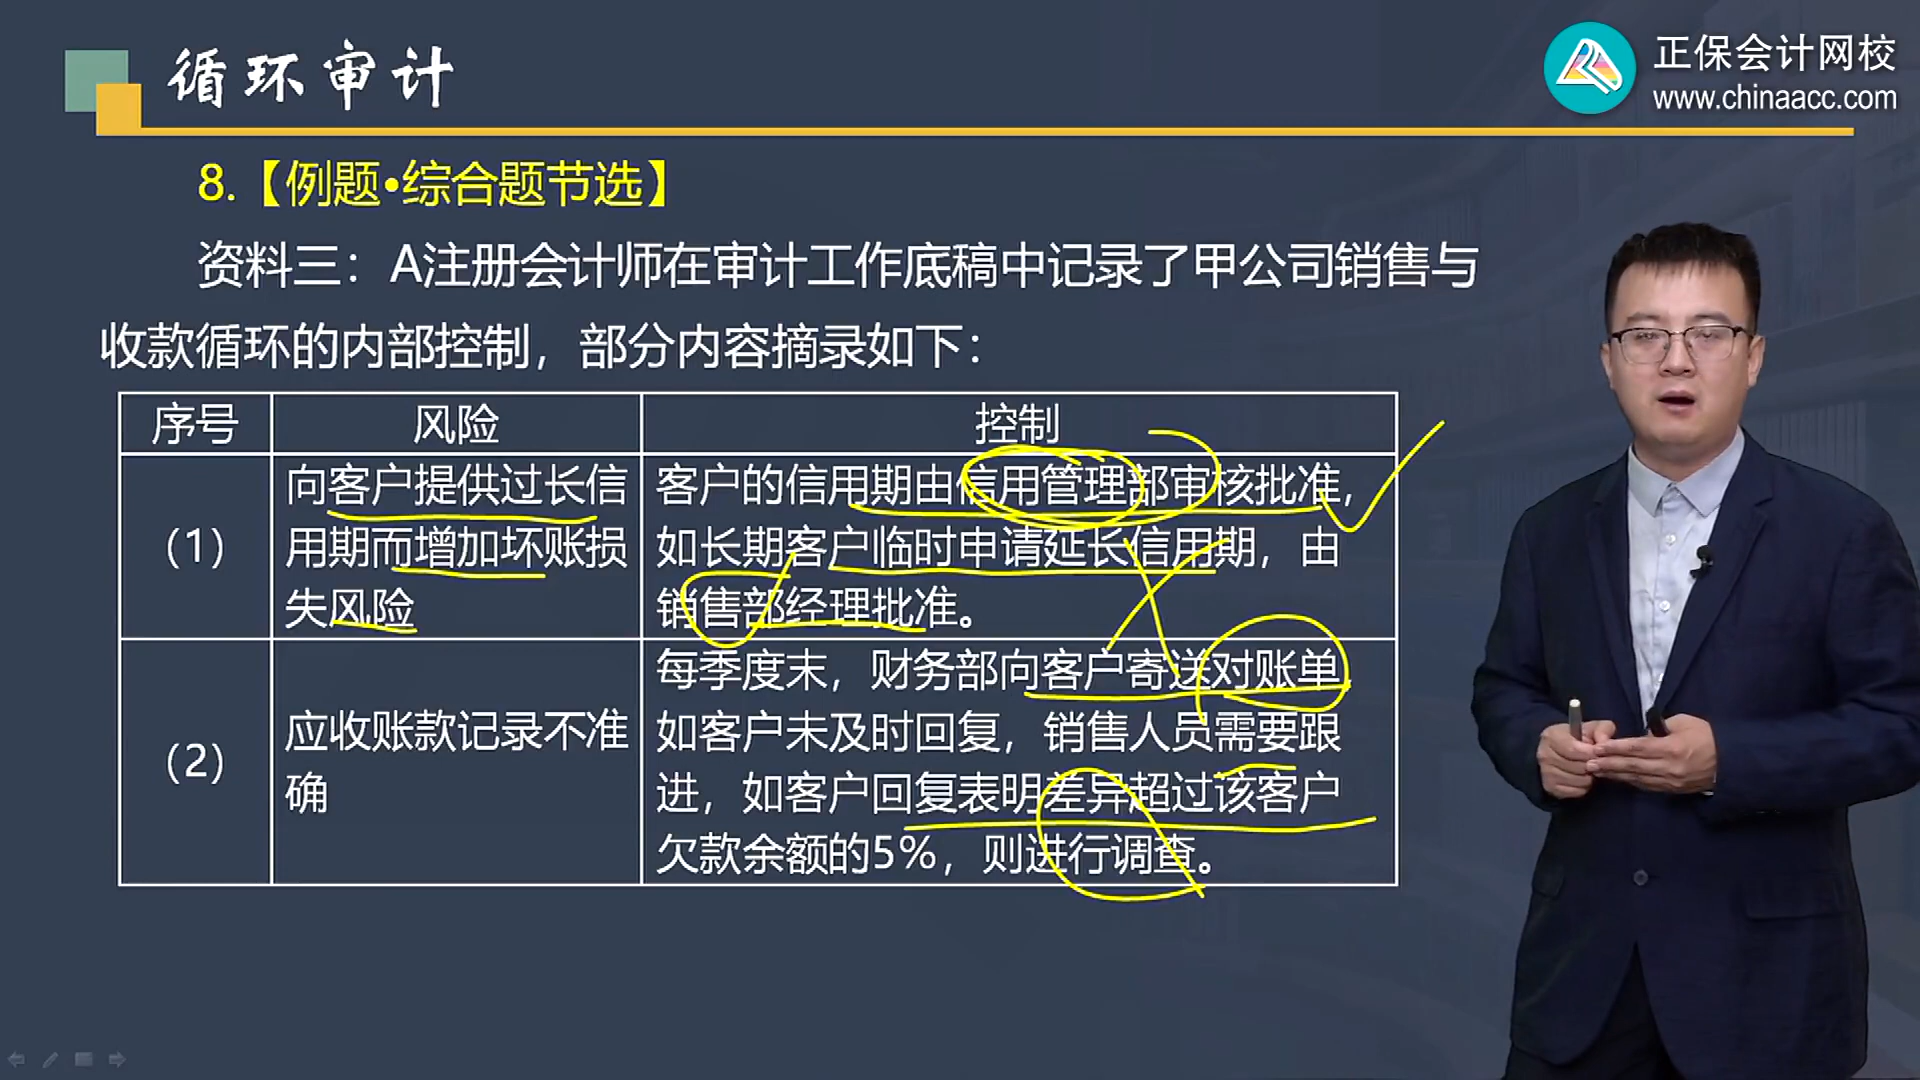 循环审计
正保会计网校
www.chinaacc.com
8.【例题•综合题节选】
资料三：A注册会计师在审计工作底稿中记录了甲公司销售与
收款循环的内部控制，部分内容摘录如下：
序号
风险
控制
（1）
向客户提供过长信
用期而增加坏账损
失风险
客户的信用期由信用管理部审核批准，
如长期客户临时申请延长信用期，由
销售部经理批准。
（2）
应收账款记录不准
确
每季度末，财务部向客户寄送对账单
如客户未及时回复，销售人员需要跟
进，如客户回复表明差异超过该客户
欠款余额的5%，则进行调查。